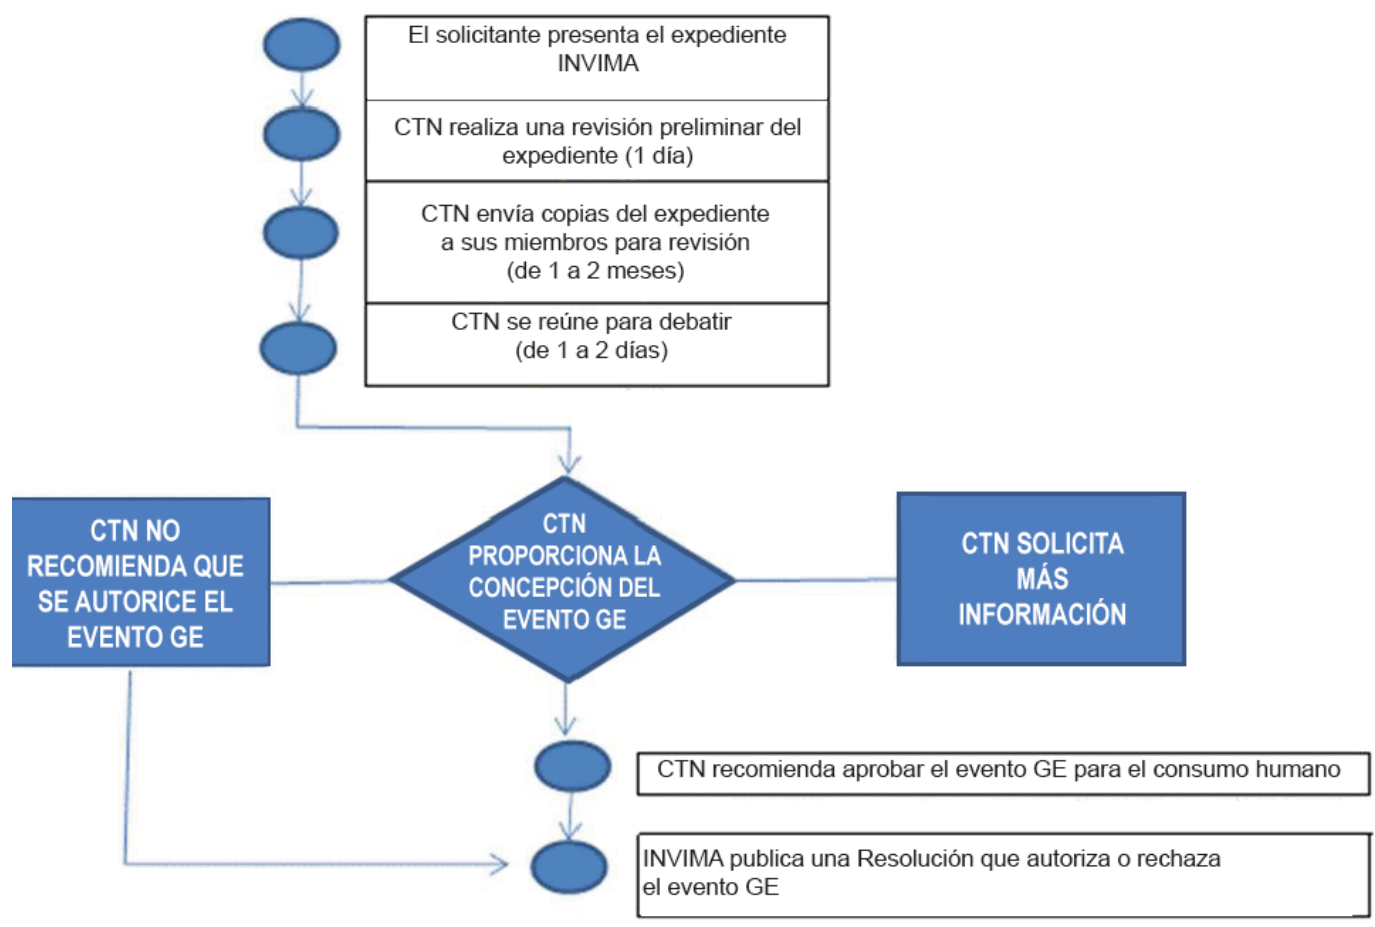 El solicitante presenta el expediente
INVIMA
CTN realiza una revisión preliminar del
expediente (1 día)
CTN envía copias del expediente
a sus miembros para revisión
(de 1 a 2 meses)
CTN se reúne para debatir
(de 1 a 2 días)
CTN NO
RECOMIENDA QUE
SE AUTORICE EL
EVENTO GE
CTN
PROPORCIONA LA
CONCEPCIÓN DEL
EVENTO GE
CTN SOLICITA
MÁS
INFORMACIÓN
CTN recomienda aprobar el evento GE para el consumo humano
INVIMA publica una Resolución que autoriza o rechaza
el evento GE